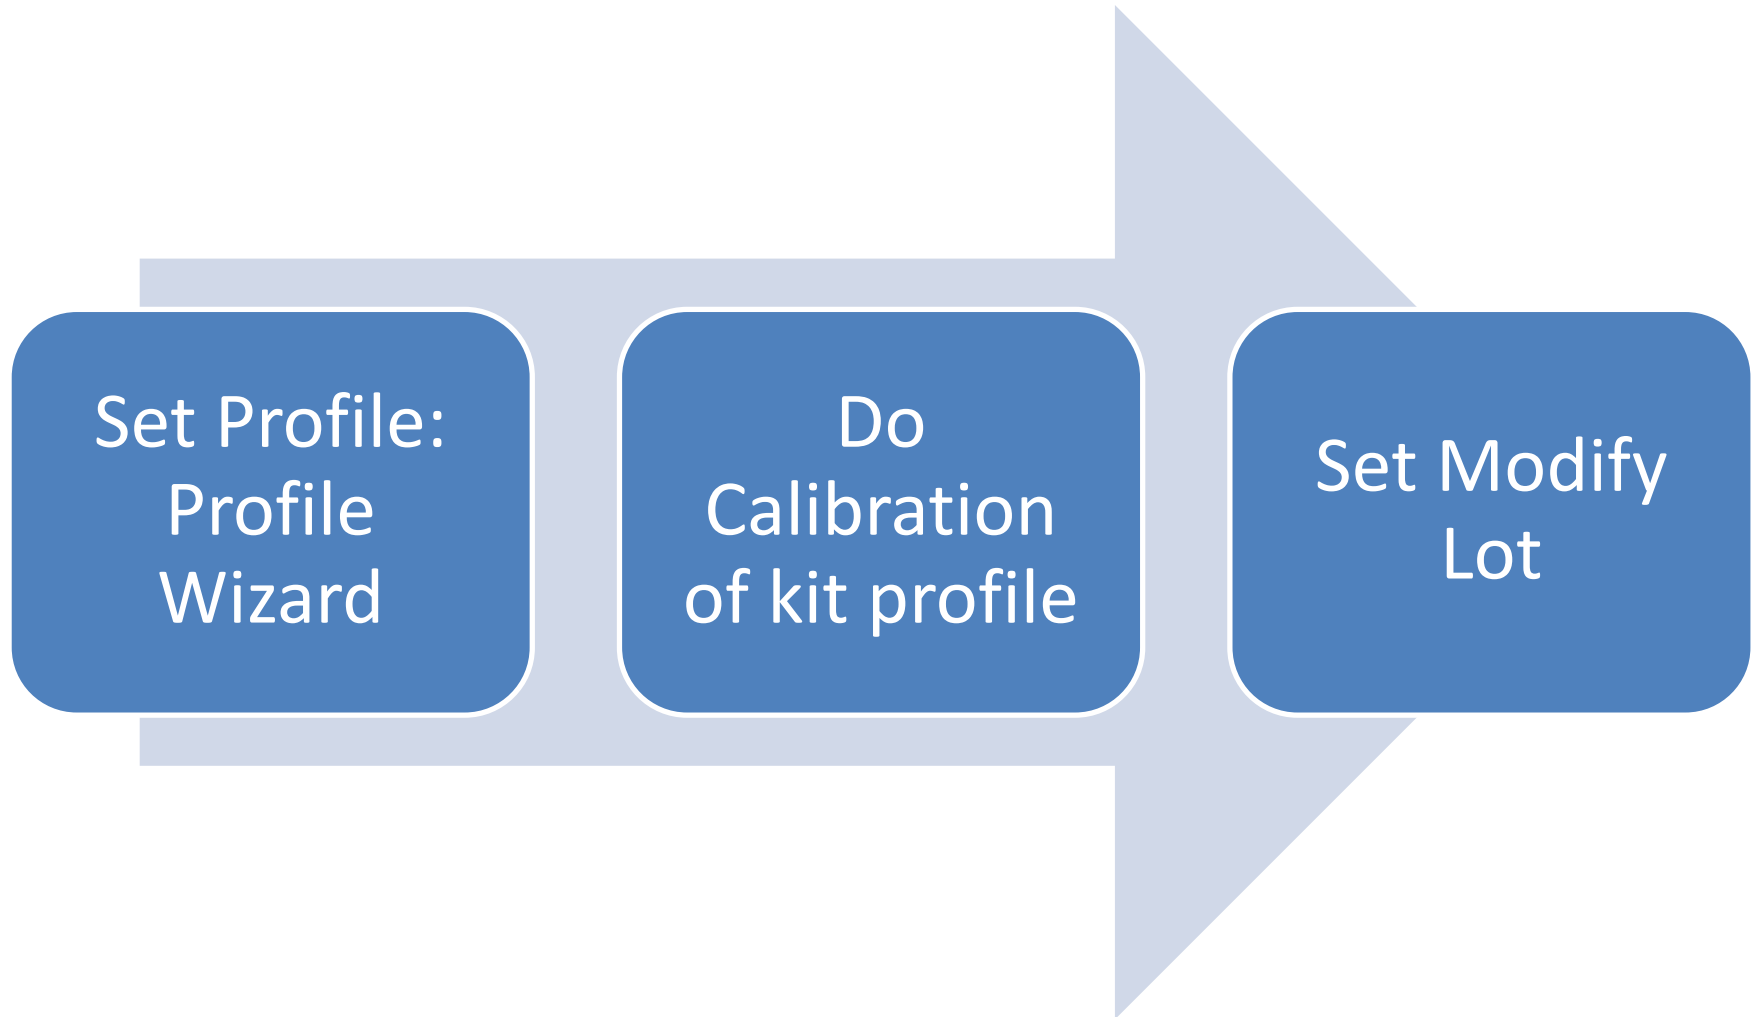 Set Profile:
Profile
Wizard
Do
Calibration
of kit profile
Set Modify
Lot